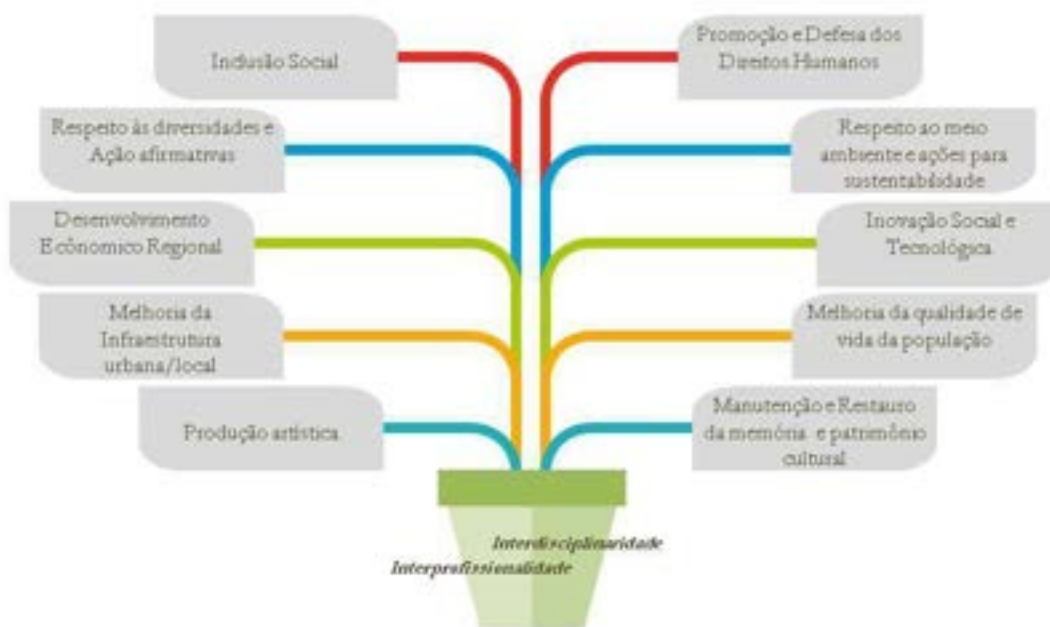 Inclusão Social
Promoção e Defesa dos
Direitos Humanos
Respeito às diversidades e
Ação afirmativas
Respeito ao meio
ambiente e ações para
sustentabilidade
Desenvolvimento
Ecônomico Regional
Inovação Social e
Tecnológica
Melhoria da
Infraestrutura
urbana/local
Melhoria da qualidade de
vida da população
Produção artística
Manutenção e Restauro
da memória e patrimônio
cultural
Interdisciplinaridade
Interprofissionalidade